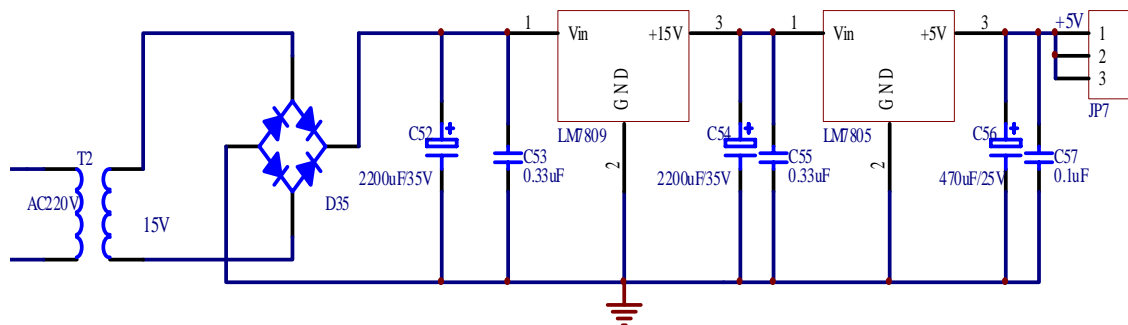 1
Vin
+15V
3
1
Vin
+5V
3
+5V
1
2
3
GND
GND
JP7
C52
LM7809
C54
LM7805
C56
T2
C53
C55
C57
2
2
2200uF/35V
0.33uF
2200uF/35V
0.33uF
470uF/25V
0.1uF
AC220V
D35
15V